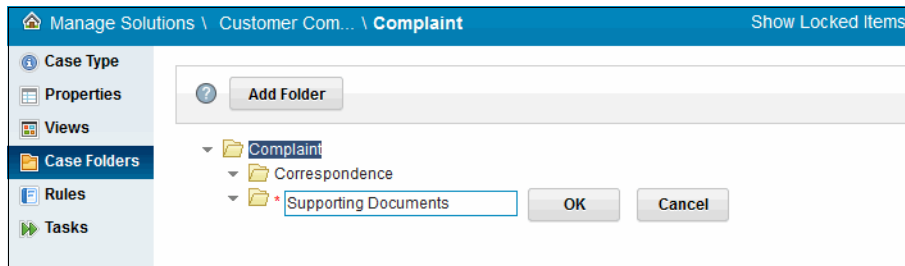 Manage Solutions \ Customer Com... \ Complaint Show Locked Items
Case Type
Properties
Views
Case Folders
Rules
Tasks
? Add Folder
Complaint
Correspondence
* Supporting Documents OK Cancel